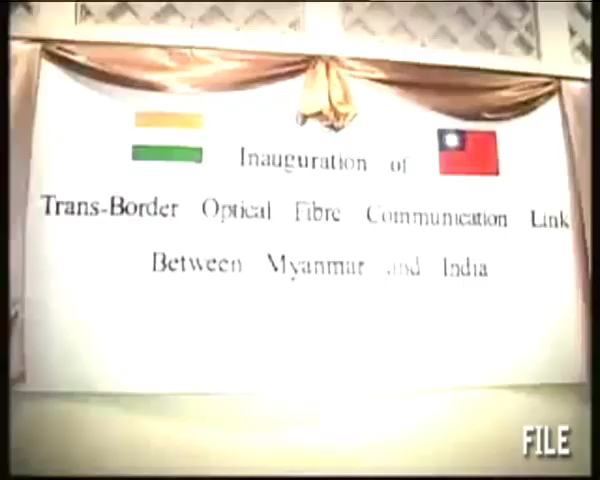 Inauguration of
Trans-Border Optical Fibre Communication Link
Between Myanmar and India
FILE